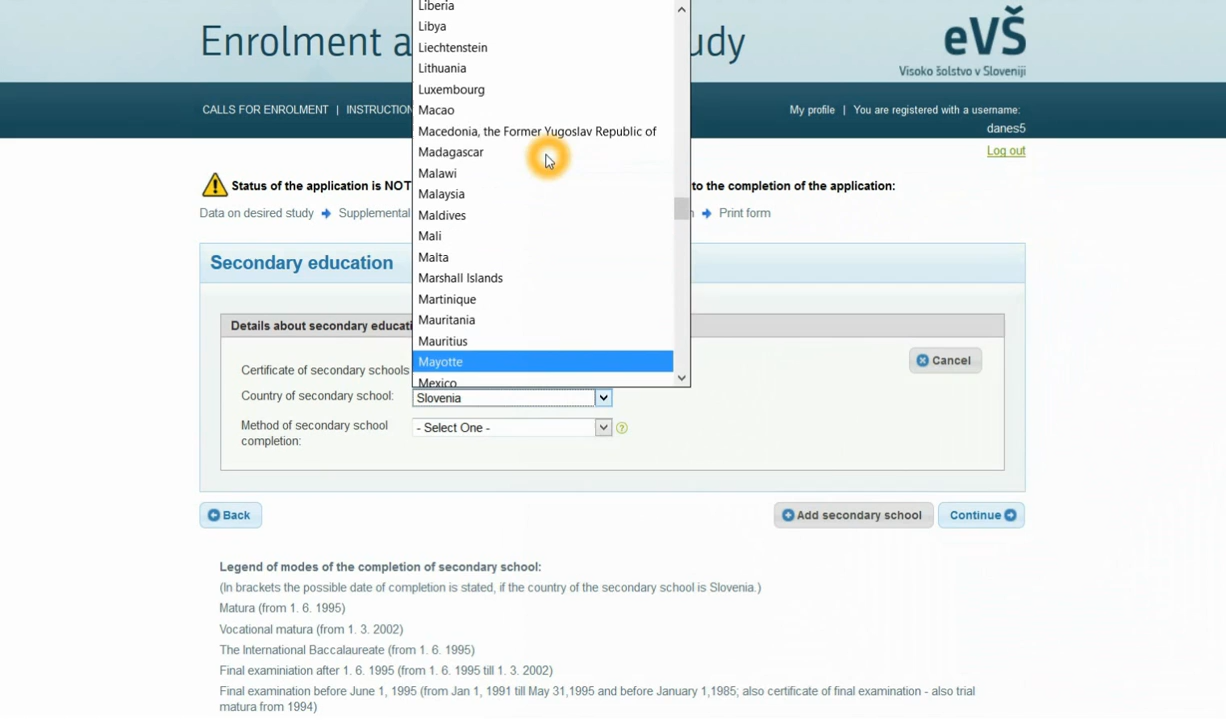 Enrolment a
udy
eVŠ
Visoko šolstvo v Sloveniji
CALLS FOR ENROLMENT | INSTRUCTION
My profile | You are registered with a username:
danes5
Log out
Status of the application is NOT
to the completion of the application:
Data on desired study
Supplemental
Print form
Secondary education
Details about secondary educati
Cancel
Certificate of secondary schools
Country of secondary school:
Slovenia
Method of secondary school
completion:
- Select One -
?
Liberia
Libya
Liechtenstein
Lithuania
Luxembourg
Macao
Macedonia, the Former Yugoslav Republic of
Madagascar
Malawi
Malaysia
Maldives
Mali
Malta
Marshall Islands
Martinique
Mauritania
Mauritius
Mayotte
Mexico
Back
Add secondary school
Continue
Legend of modes of the completion of secondary school:
(In brackets the possible date of completion is stated, if the country of the secondary school is Slovenia.)
Matura (from 1. 6. 1995)
Vocational matura (from 1. 3. 2002)
The International Baccalaureate (from 1. 6. 1995)
Final examiniation after 1. 6. 1995 (from 1. 6. 1995 till 1. 3. 2002)
Final examination before June 1, 1995 (from Jan 1, 1991 till May 31,1995 and before January 1,1985; also certificate of final examination - also trial
matura from 1994)